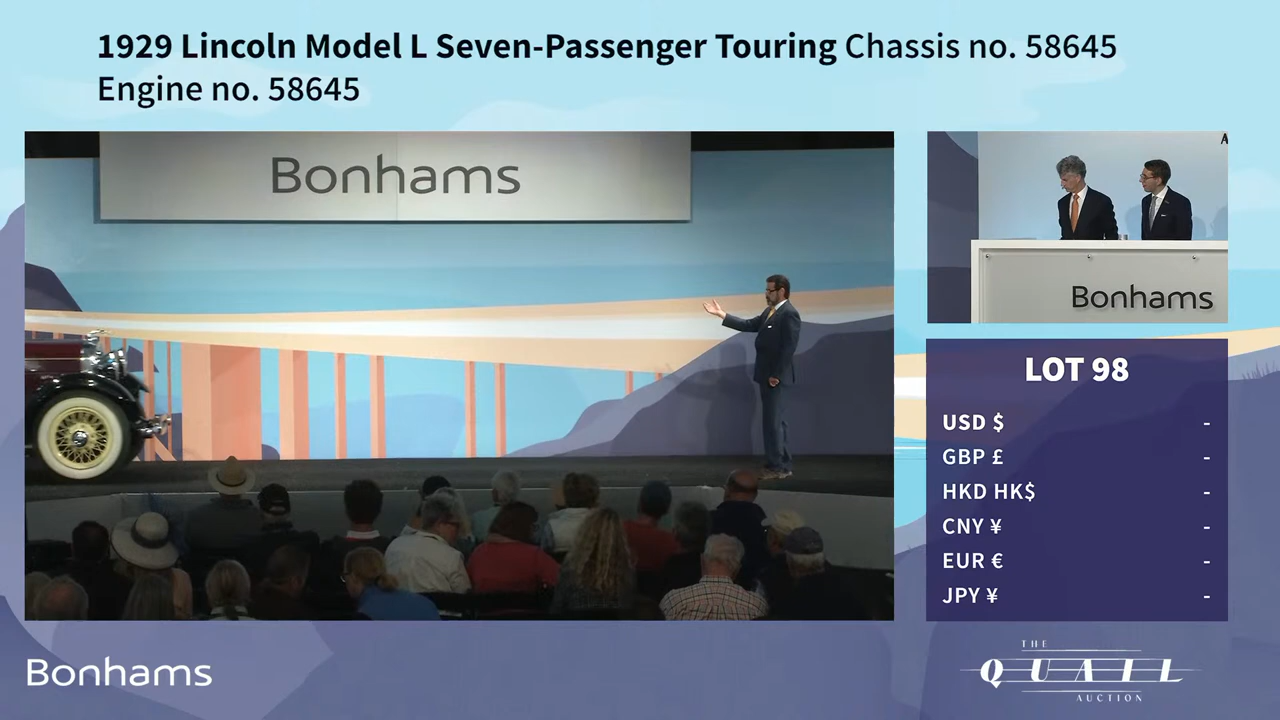 1929 Lincoln Model L Seven-Passenger Touring Chassis no. 58645
Engine no. 58645
Bonhams
A
Bonhams
LOT 98
USD $ -
GBP £ -
HKD HK$ -
CNY ¥ -
EUR € -
JPY ¥ -
Bonhams
THE
QUAIL
AUCTION